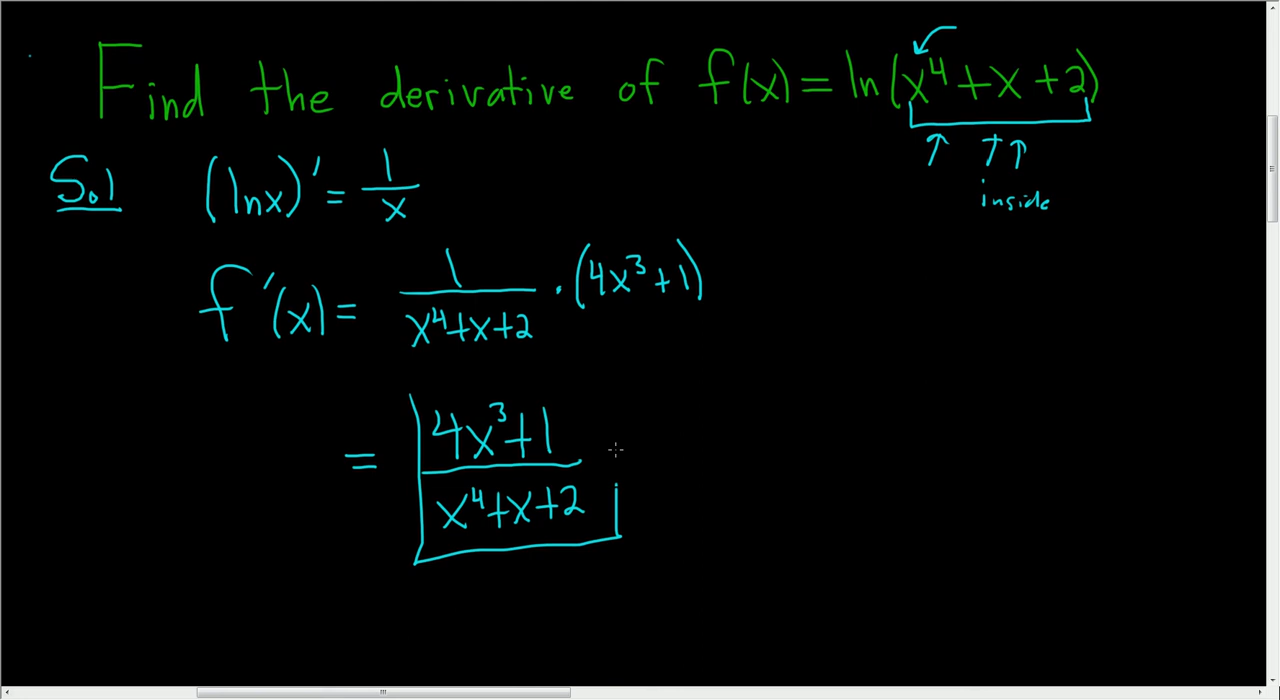 Find the derivative of f(x) = ln(x⁴ + x + 2)
inside
Sol (lnx)' = 1/x
f'(x) = 1/(x⁴+x+2) · (4x³+1)
= (4x³+1)/(x⁴+x+2)